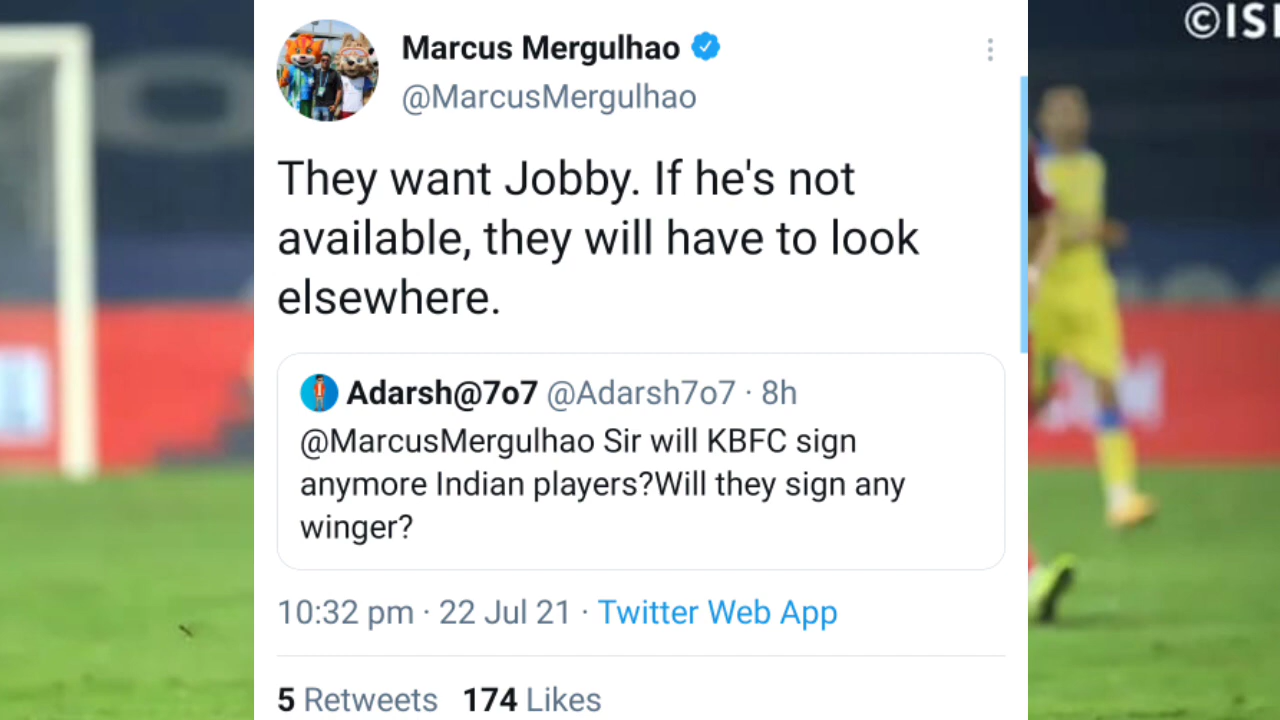 ©ISL
Marcus Mergulhao
@MarcusMergulhao
They want Jobby. If he's not
available, they will have to look
elsewhere.
Adarsh@7o7 @Adarsh7o7 · 8h
@MarcusMergulhao Sir will KBFC sign
anymore Indian players?Will they sign any
winger?
10:32 pm · 22 Jul 21 · Twitter Web App
5 Retweets 174 Likes